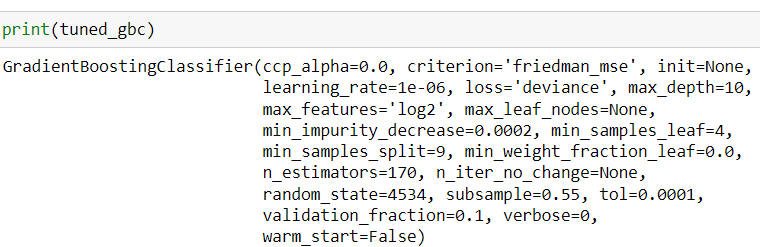 print(tuned_gbc)
GradientBoostingClassifier(ccp_alpha=0.0, criterion='friedman_mse', init=None,
learning_rate=1e-06, loss='deviance', max_depth=10,
max_features='log2', max_leaf_nodes=None,
min_impurity_decrease=0.0002, min_samples_leaf=4,
min_samples_split=9, min_weight_fraction_leaf=0.0,
n_estimators=170, n_iter_no_change=None,
random_state=4534, subsample=0.55, tol=0.0001,
validation_fraction=0.1, verbose=0,
warm_start=False)